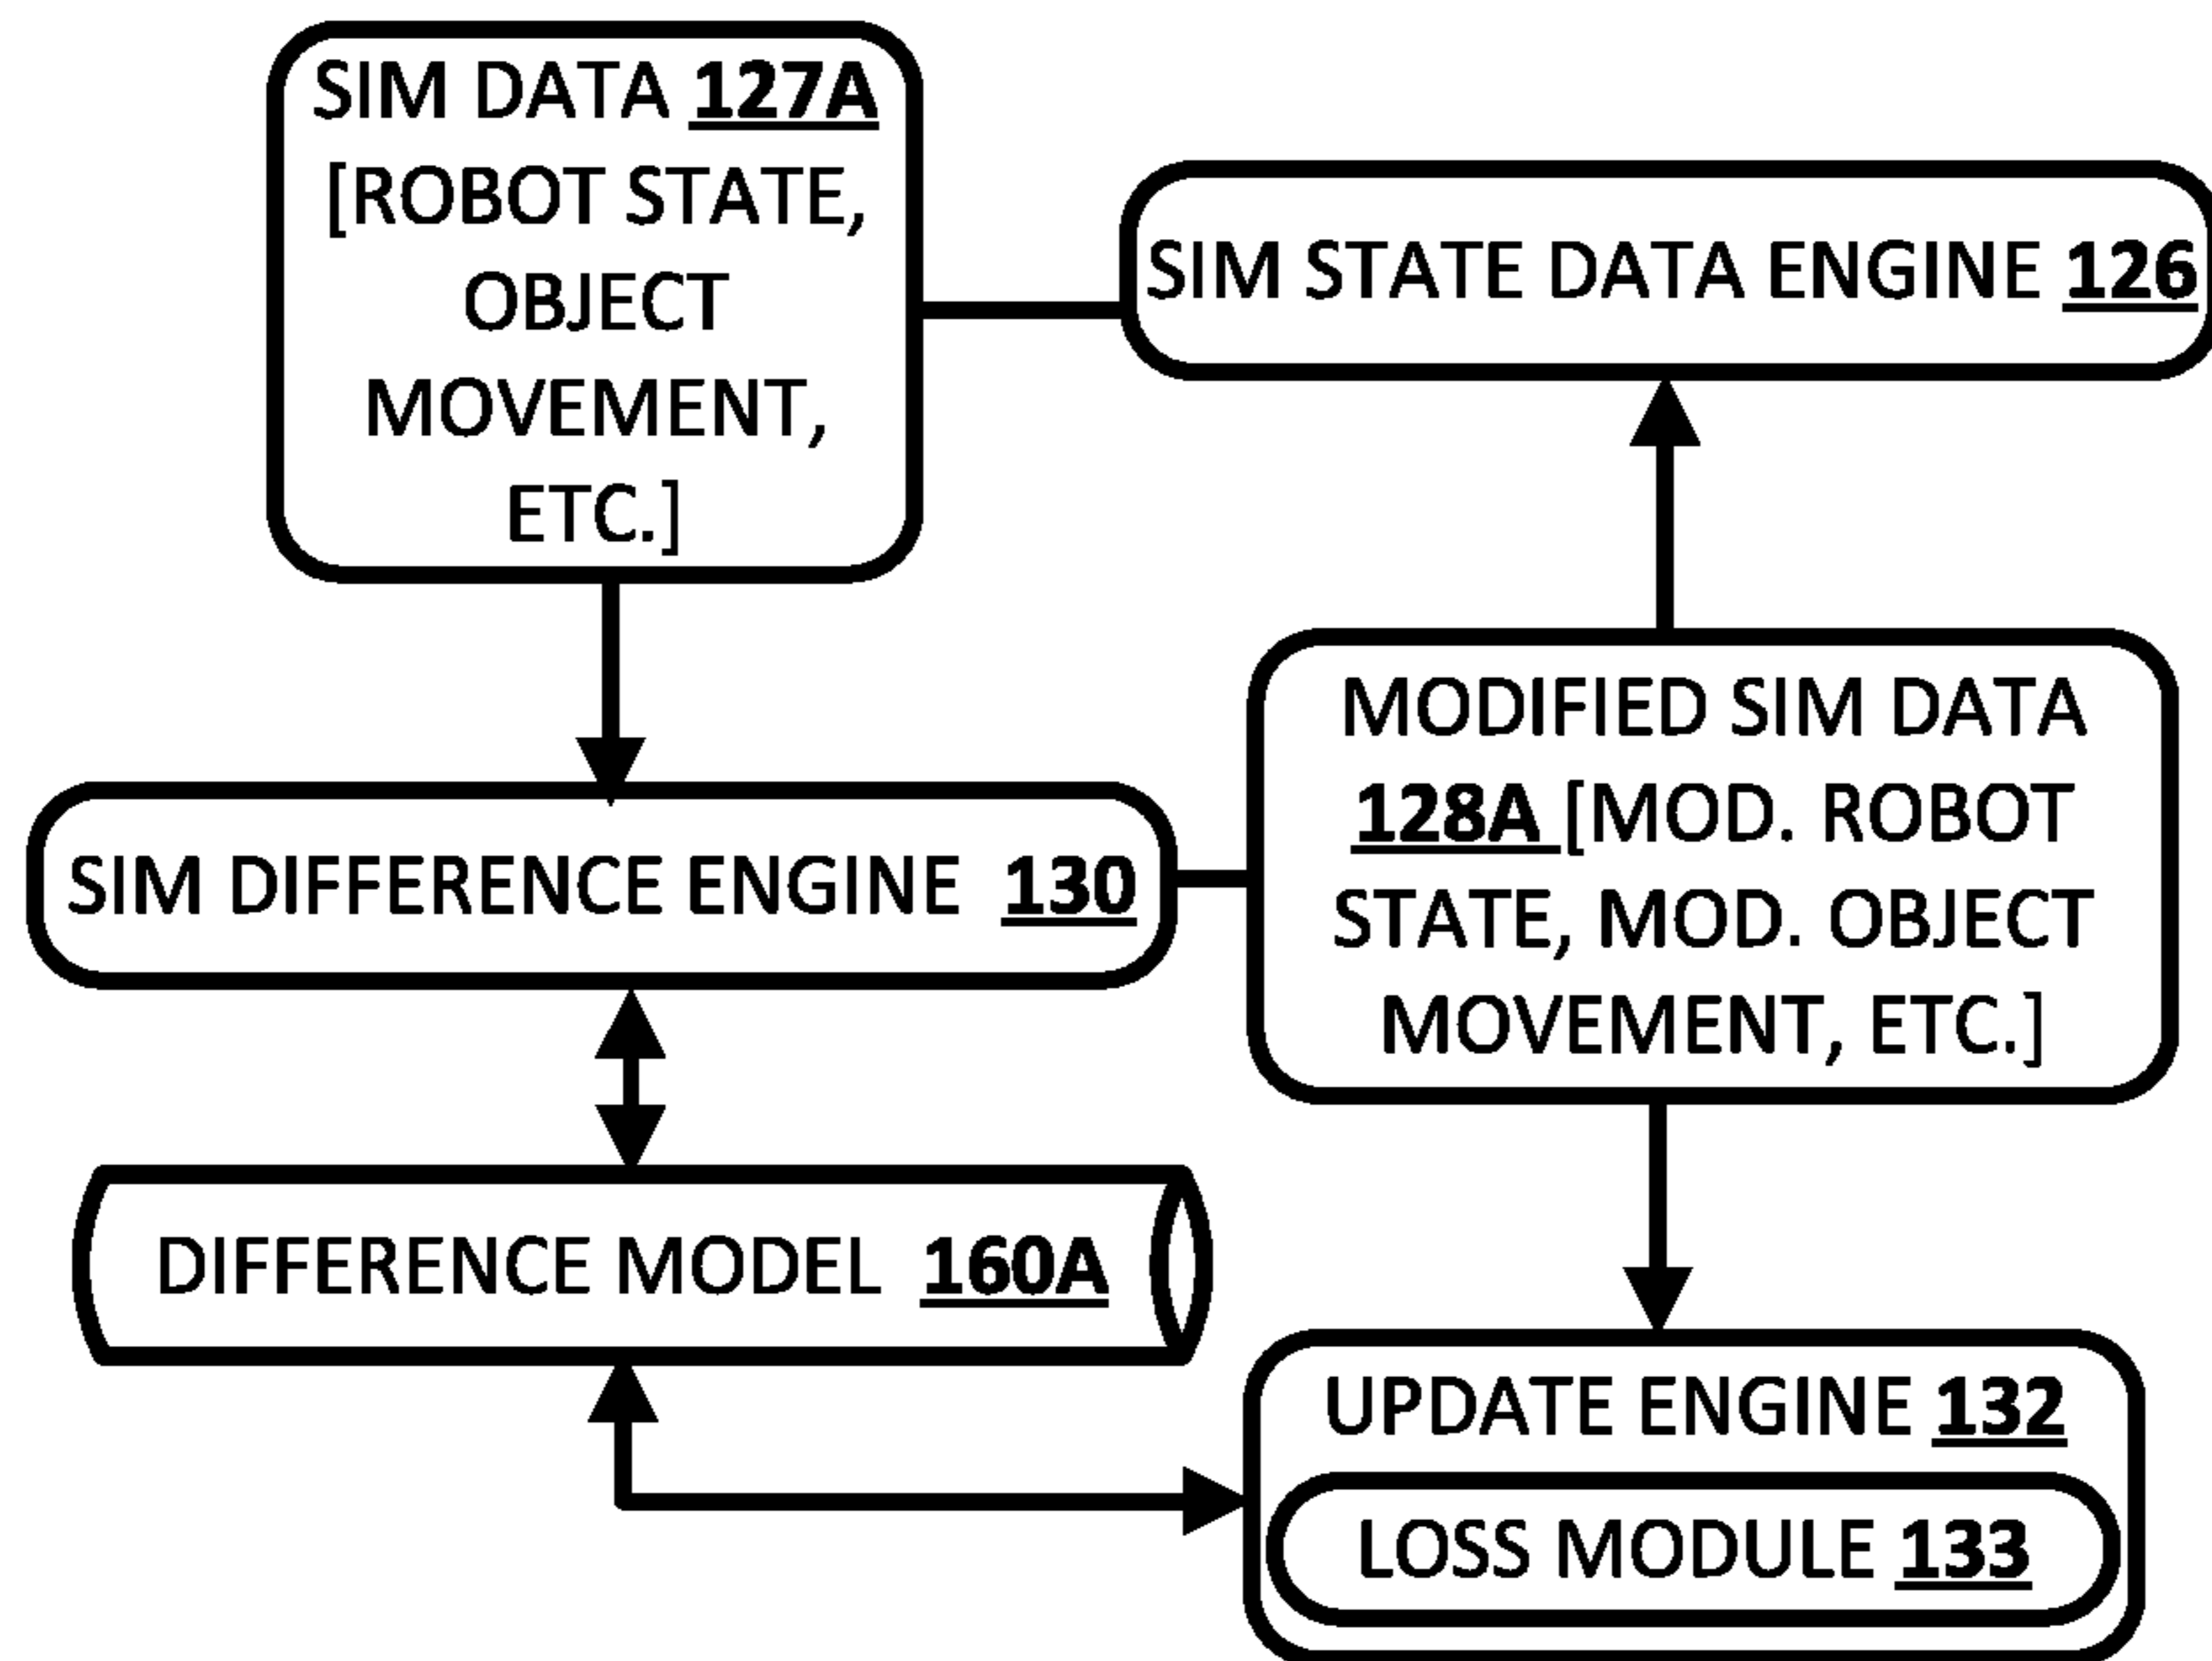 SIM DATA 127A
[ROBOT STATE,
OBJECT
MOVEMENT,
ETC.]
SIM STATE DATA ENGINE 126
MODIFIED SIM DATA
128A [MOD. ROBOT
STATE, MOD. OBJECT
MOVEMENT, ETC.]
SIM DIFFERENCE ENGINE 130
DIFFERENCE MODEL 160A
UPDATE ENGINE 132
LOSS MODULE 133